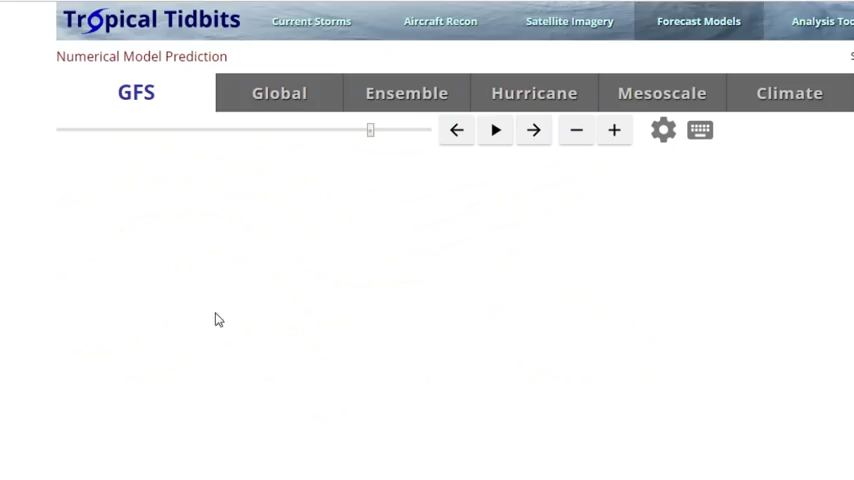 Tropical Tidbits Current Storms Aircraft Recon Satellite Imagery Forecast Models Analysis
Numerical Model Prediction
GFS Global Ensemble Hurricane Mesoscale Climate